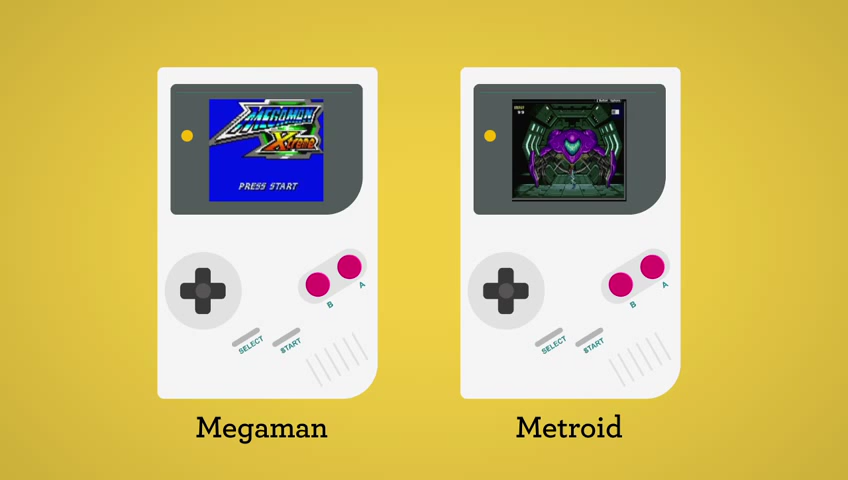 MEGAMAN
Xtreme
PRESS START
B
A
SELECT
START
B
A
SELECT
START
Megaman
Metroid